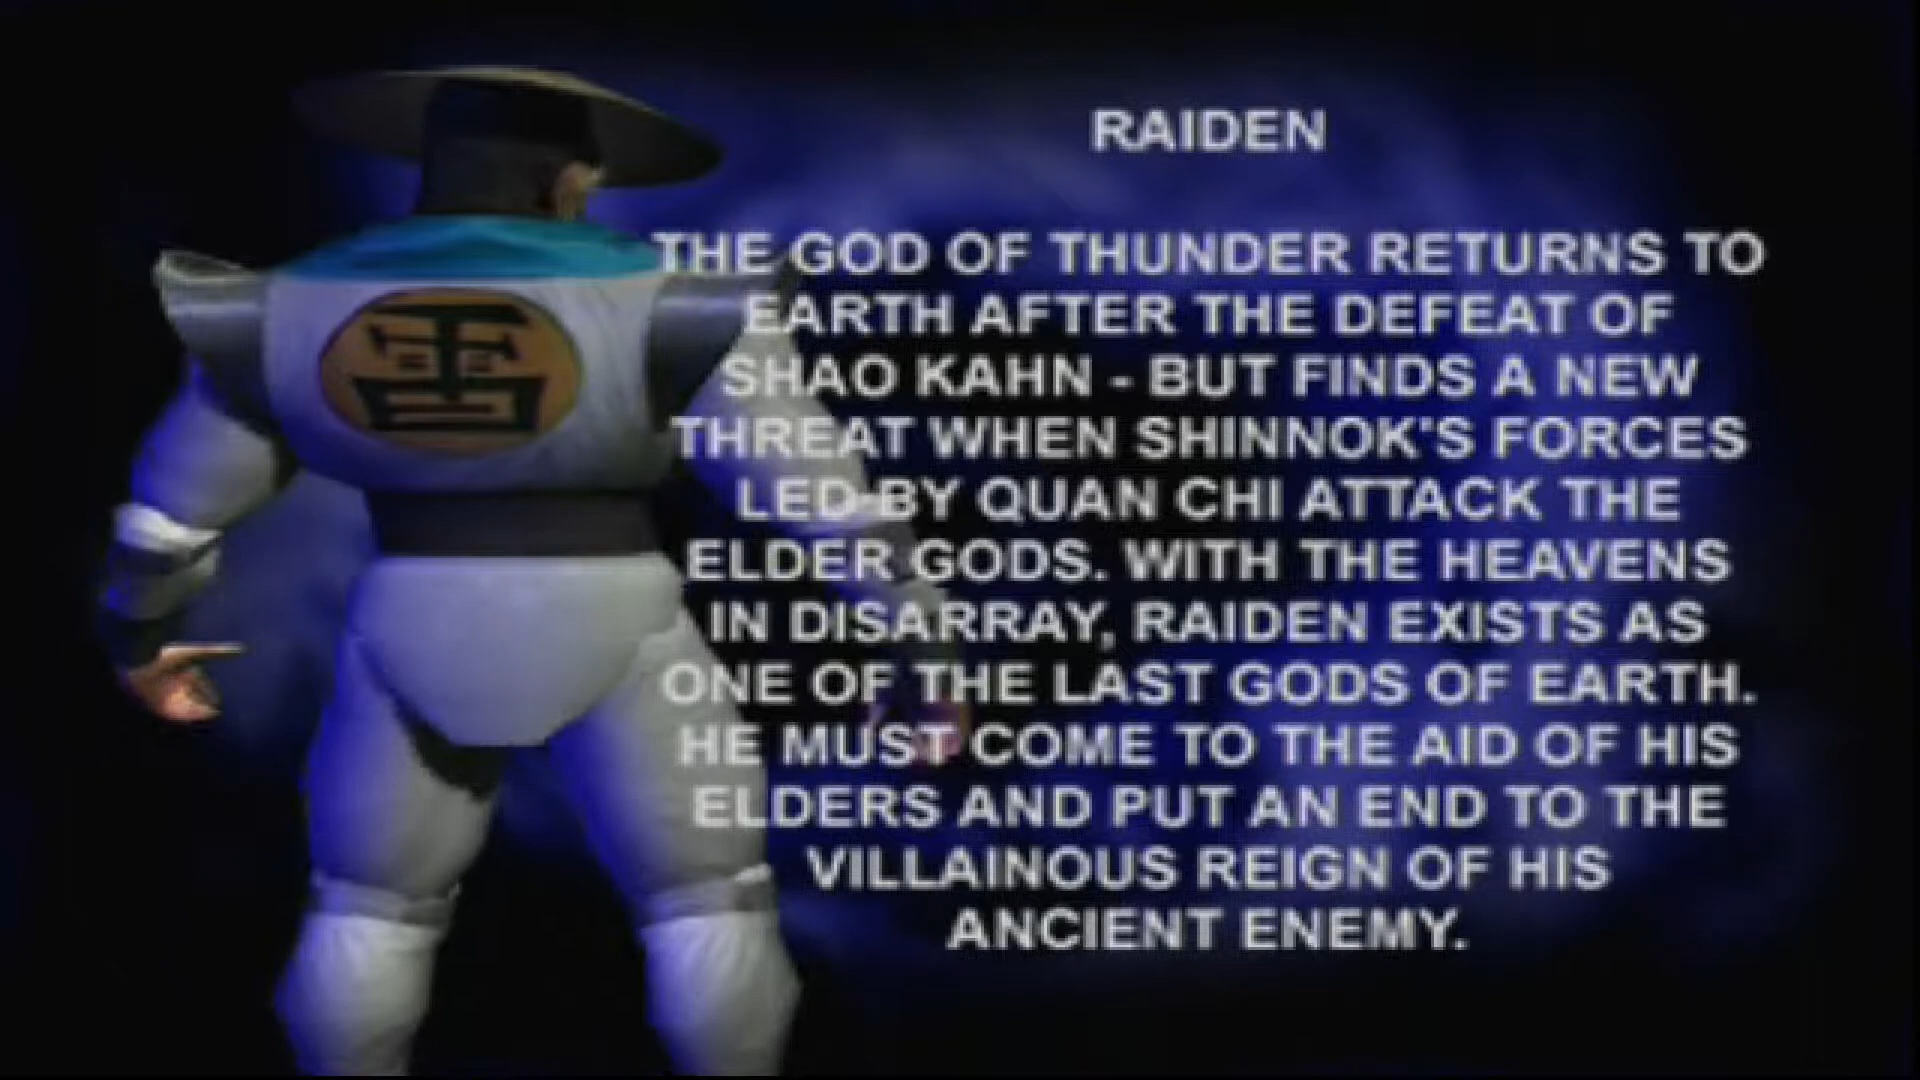 RAIDEN
THE GOD OF THUNDER RETURNS TO
EARTH AFTER THE DEFEAT OF
SHAO KAHN - BUT FINDS A NEW
THREAT WHEN SHINNOK'S FORCES
LED BY QUAN CHI ATTACK THE
ELDER GODS. WITH THE HEAVENS
IN DISARRAY, RAIDEN EXISTS AS
ONE OF THE LAST GODS OF EARTH.
HE MUST COME TO THE AID OF HIS
ELDERS AND PUT AN END TO THE
VILLAINOUS REIGN OF HIS
ANCIENT ENEMY.